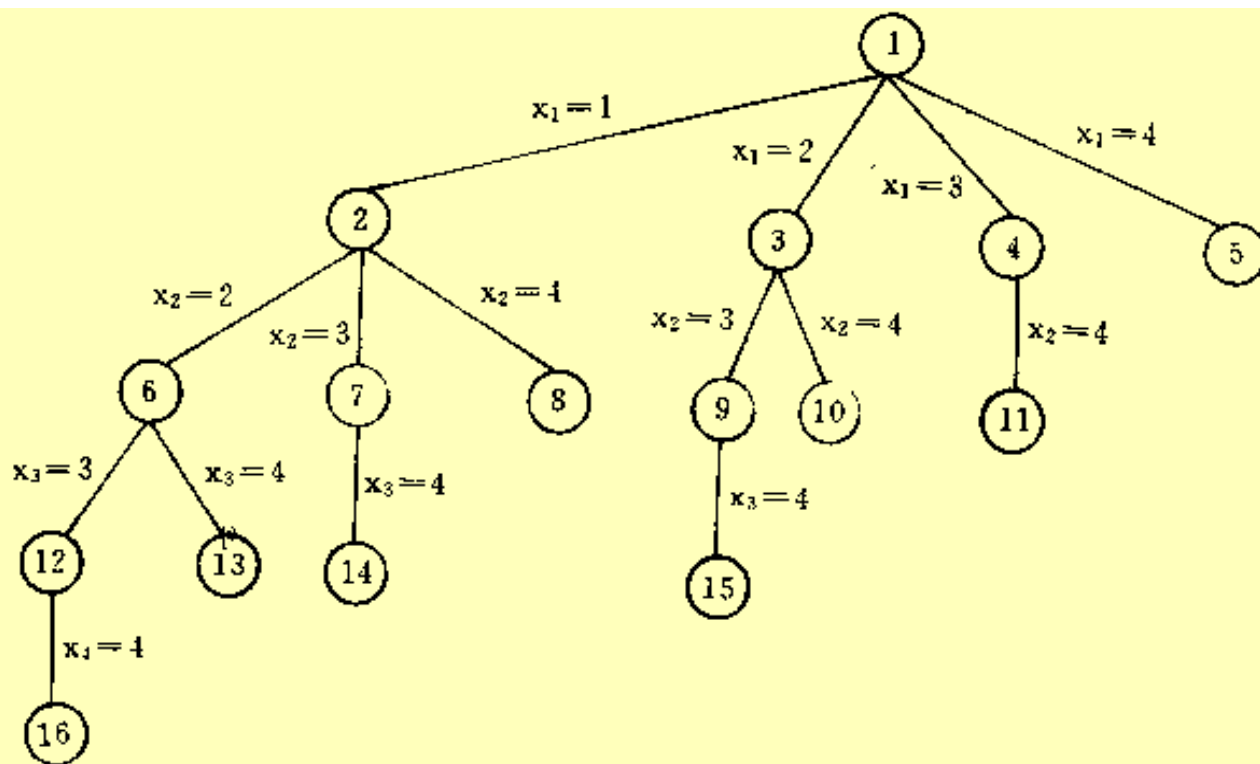 1
x₁=1
x₁=2
x₁=3
x₁=4
2
3
4
5
x₂=2
x₂=3
x₂=4
x₂=3
x₂=4
x₂=4
6
7
8
9
10
11
x₃=3
x₃=4
x₃=4
x₃=4
12
13
14
15
x₄=4
16